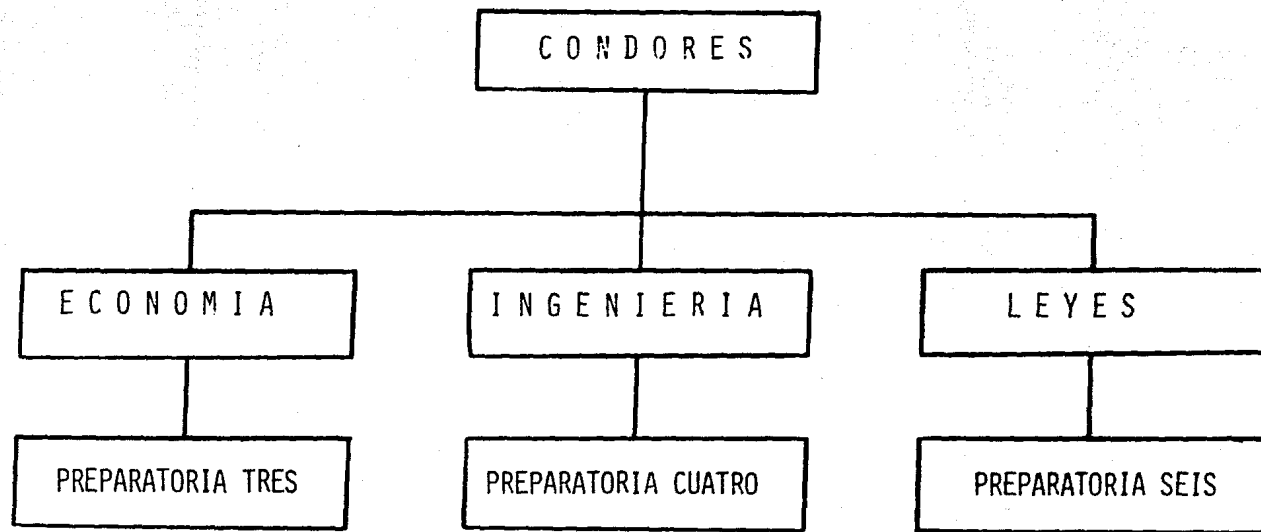 CONDORES
ECONOMIA
INGENIERIA
LEYES
PREPARATORIA TRES
PREPARATORIA CUATRO
PREPARATORIA SEIS